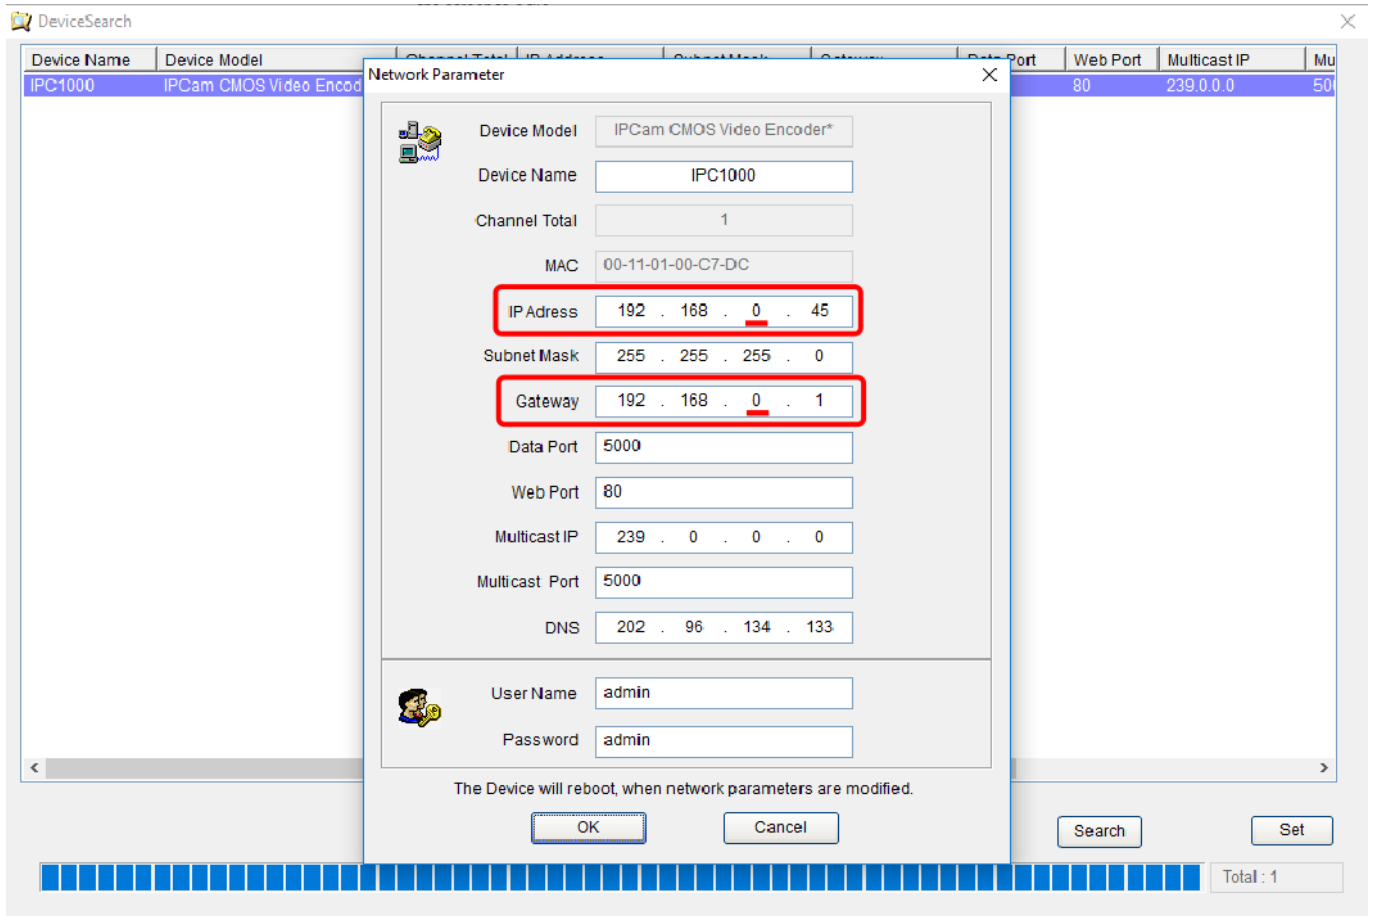 DeviceSearch
Device Name Device Model Port Web Port Multicast IP Mu
IPC1000 IPCam CMOS Video Encod 80 239.0.0.0 50
Network Parameter
Device Model IPCam CMOS Video Encoder*
Device Name IPC1000
Channel Total 1
MAC 00-11-01-00-C7-DC
IP Adress 192 . 168 . 0 . 45
Subnet Mask 255 . 255 . 255 . 0
Gateway 192 . 168 . 0 . 1
Data Port 5000
Web Port 80
Multicast IP 239 . 0 . 0 . 0
Multicast Port 5000
DNS 202 . 96 . 134 . 133
User Name admin
Password admin
The Device will reboot, when network parameters are modified.
OK Cancel
Search Set
Total : 1